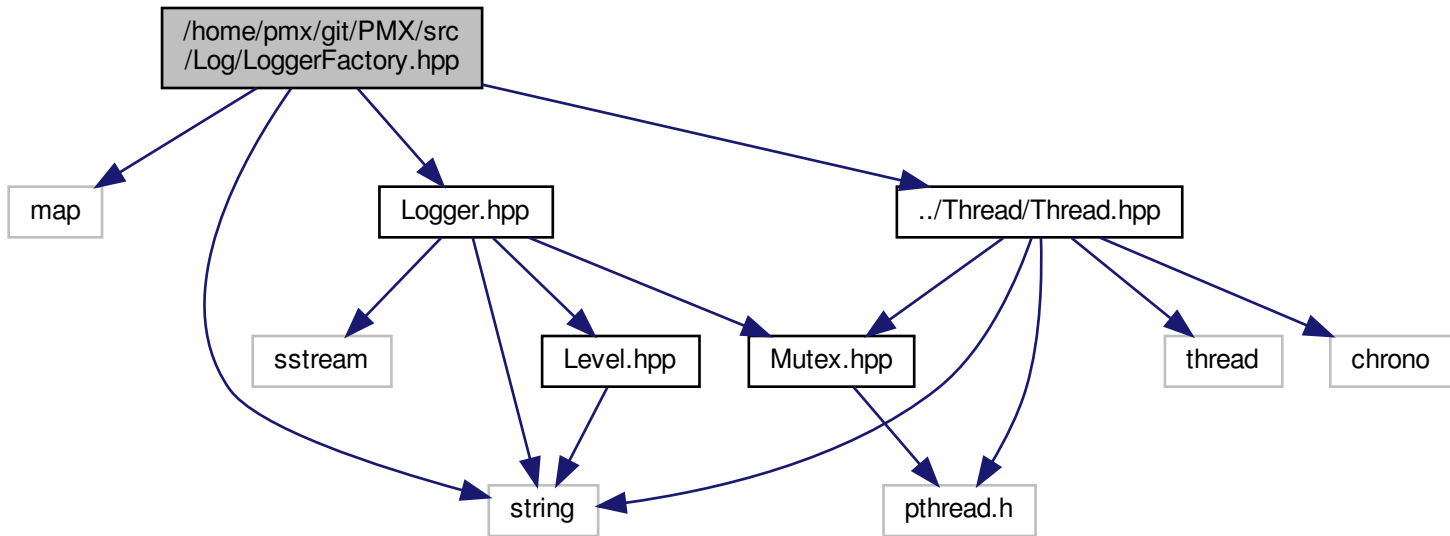 /home/pmx/git/PMX/src
/Log/LoggerFactory.hpp
map
Logger.hpp
../Thread/Thread.hpp
sstream
Level.hpp
Mutex.hpp
thread
chrono
string
pthread.h